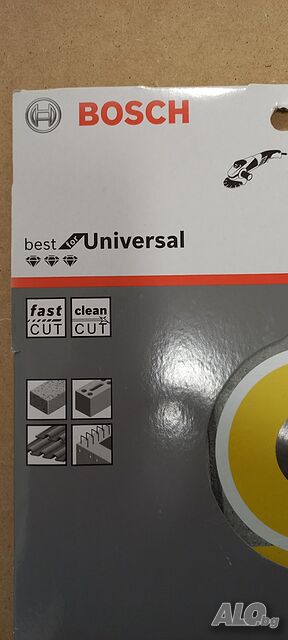 BOSCH
best for Universal
fast clean
CUT CUT
ALO.bg